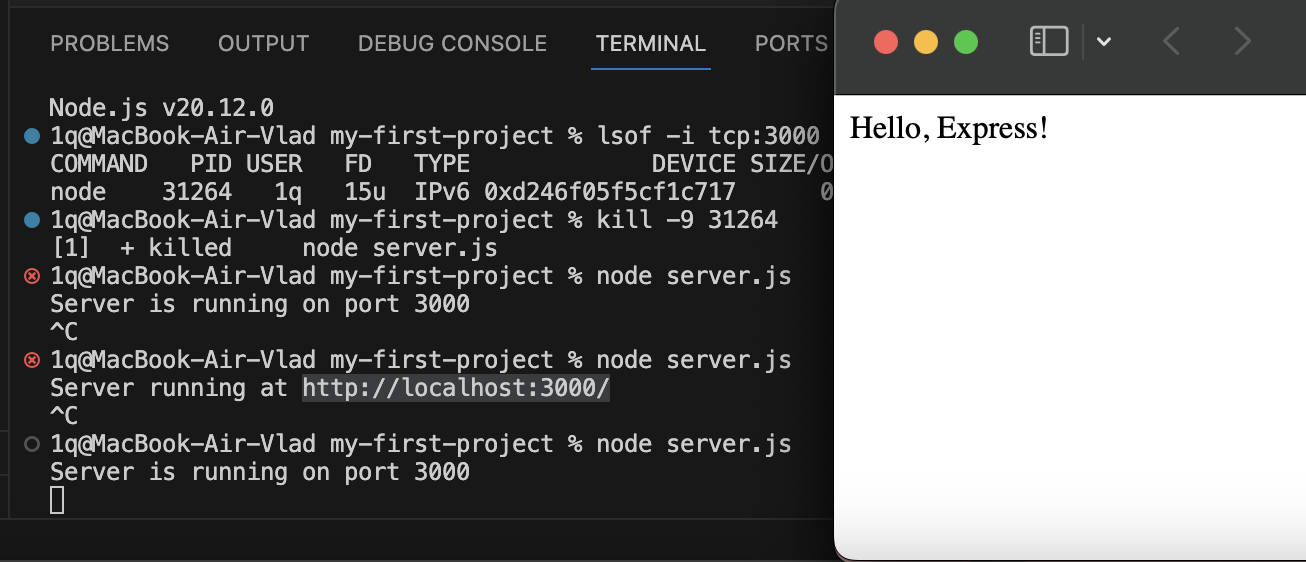 PROBLEMS OUTPUT DEBUG CONSOLE TERMINAL PORTS
Node.js v20.12.0
1q@MacBook-Air-Vlad my-first-project % lsof -i tcp:3000
COMMAND PID USER FD TYPE DEVICE SIZE/O
node 31264 1q 15u IPv6 0xd246f05f5cf1c717 0
1q@MacBook-Air-Vlad my-first-project % kill -9 31264
[1] + killed node server.js
1q@MacBook-Air-Vlad my-first-project % node server.js
Server is running on port 3000
^C
1q@MacBook-Air-Vlad my-first-project % node server.js
Server running at http://localhost:3000/
^C
1q@MacBook-Air-Vlad my-first-project % node server.js
Server is running on port 3000
Hello, Express!